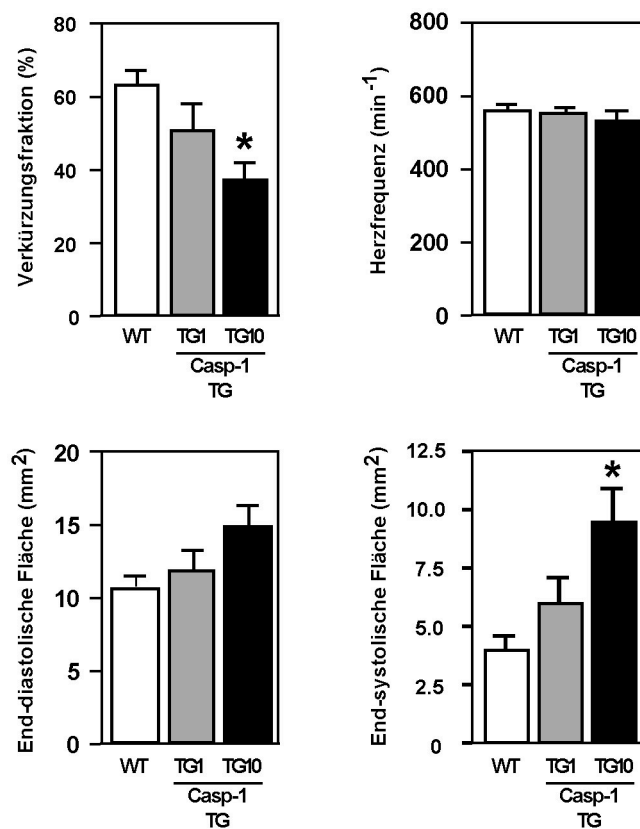 Verkürzungsfraktion (%)
80
60
40
20
0
*
WT TG1 TG10
Casp-1
TG
Herzfrequenz (min⁻¹)
800
600
400
200
0
WT TG1 TG10
Casp-1
TG
End-diastolische Fläche (mm²)
20
15
10
5
0
WT TG1 TG10
Casp-1
TG
End-systolische Fläche (mm²)
12.5
10.0
7.5
5.0
2.5
0
*
WT TG1 TG10
Casp-1
TG